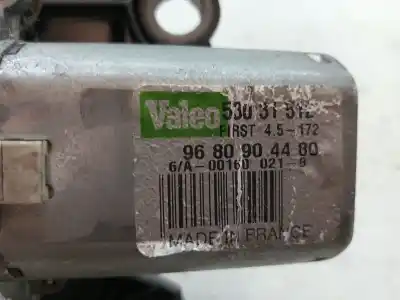 Valeo 530 31 512
FIRST 4.5-172
96 80 90 44 80
6/A-00160 021-8
MADE IN FRANCE